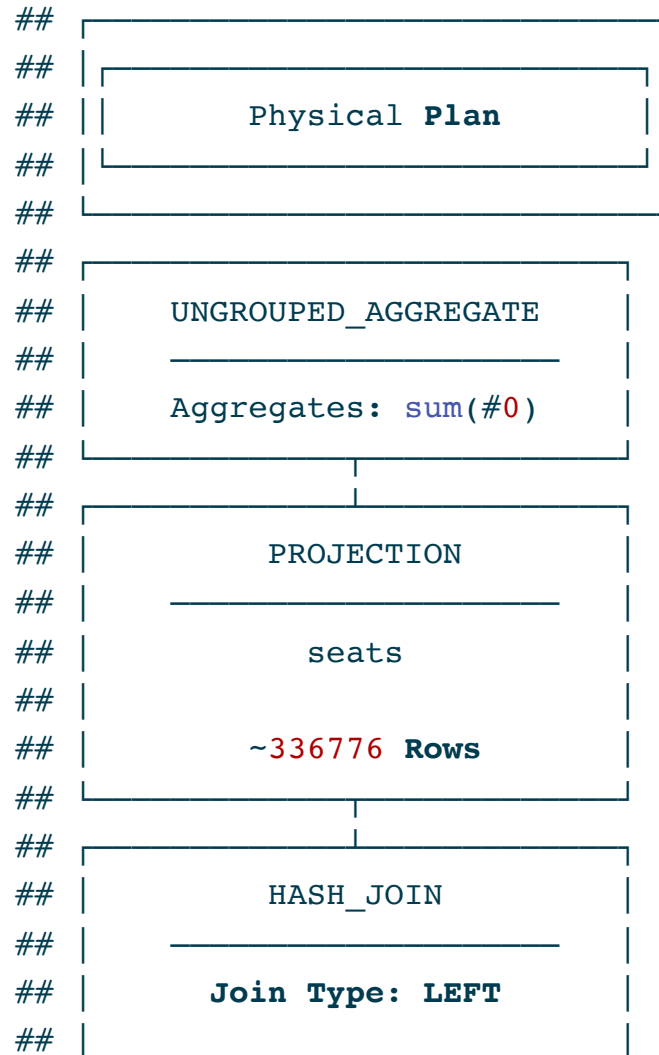 ## ┌─────────────────────────────
## │┌───────────────────────────┐
## ││       Physical Plan       │
## │└───────────────────────────┘
## └─────────────────────────────
## ┌───────────────────────────┐
## │    UNGROUPED_AGGREGATE    │
## │    ────────────────────   │
## │    Aggregates: sum(#0)    │
## └─────────────┬─────────────┘
## ┌─────────────┴─────────────┐
## │         PROJECTION        │
## │    ────────────────────   │
## │           seats           │
## │                           │
## │        ~336776 Rows       │
## └─────────────┬─────────────┘
## ┌─────────────┴─────────────┐
## │         HASH_JOIN         │
## │    ────────────────────   │
## │      Join Type: LEFT      │
## │                           │